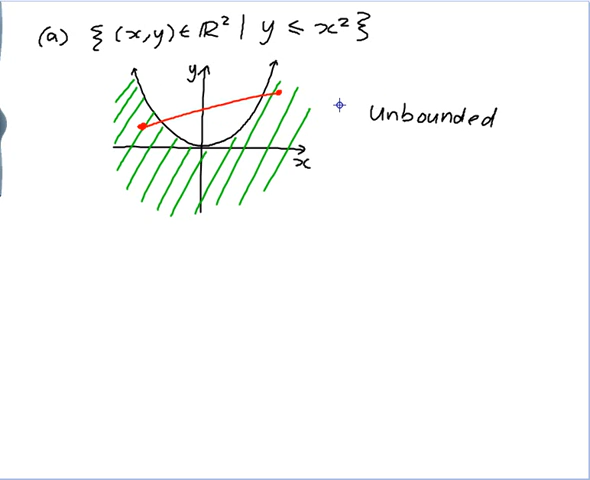 (a) {(x,y) ∈ ℝ² | y ≤ x²}
y
unbounded
x